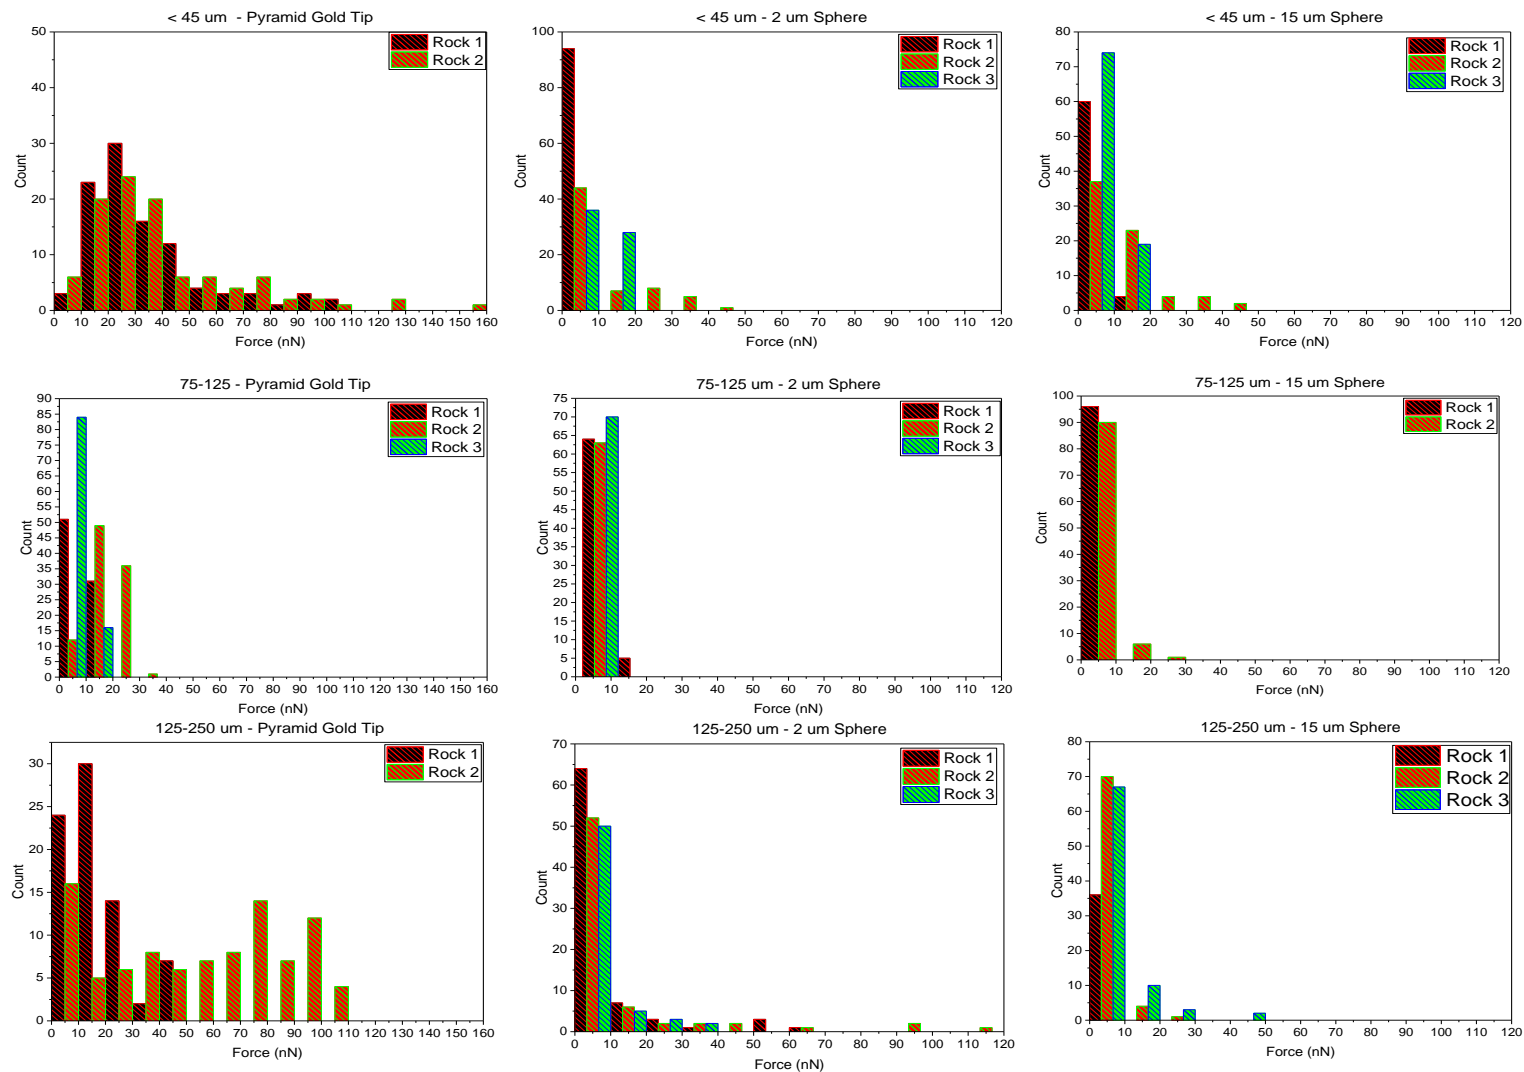 < 45 um - Pyramid Gold Tip
50
40
30
20
10
0
Count
0 10 20 30 40 50 60 70 80 90 100 110 120 130 140 150 160
Force (nN)
Rock 1
Rock 2
< 45 um - 2 um Sphere
100
80
60
40
20
0
Count
0 10 20 30 40 50 60 70 80 90 100 110 120
Force (nN)
Rock 1
Rock 2
Rock 3
< 45 um - 15 um Sphere
80
70
60
50
40
30
20
10
0
Count
0 10 20 30 40 50 60 70 80 90 100 110 120
Force (nN)
Rock 1
Rock 2
Rock 3
75-125 - Pyramid Gold Tip
90
85
80
75
70
65
60
55
50
45
40
35
30
25
20
15
10
5
0
Count
0 10 20 30 40 50 60 70 80 90 100 110 120 130 140 150 160
Force (nN)
Rock 1
Rock 2
Rock 3
75-125 um - 2 um Sphere
75
70
65
60
55
50
45
40
35
30
25
20
15
10
5
0
Count
0 10 20 30 40 50 60 70 80 90 100 110 120
Force (nN)
Rock 1
Rock 2
Rock 3
75-125 um - 15 um Sphere
100
90
80
70
60
50
40
30
20
10
0
Count
0 10 20 30 40 50 60 70 80 90 100 110 120
Force (nN)
Rock 1
Rock 2
125-250 um - Pyramid Gold Tip
30
25
20
15
10
5
0
Count
0 10 20 30 40 50 60 70 80 90 100 110 120 130 140 150 160
Force (nN)
Rock 1
Rock 2
125-250 um - 2 um Sphere
70
60
50
40
30
20
10
0
Count
0 10 20 30 40 50 60 70 80 90 100 110 120
Force (nN)
Rock 1
Rock 2
Rock 3
125-250 um - 15 um Sphere
80
70
60
50
40
30
20
10
0
Count
0 10 20 30 40 50 60 70 80 90 100 110 120
Force (nN)
Rock 1
Rock 2
Rock 3